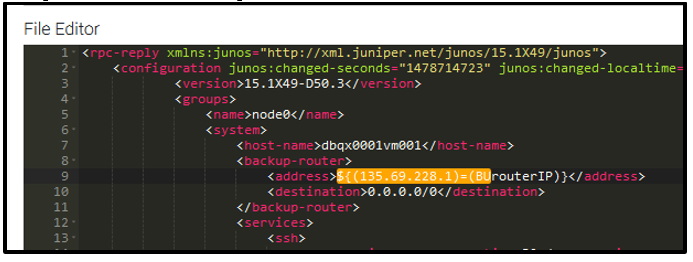 File Editor
1 <rpc-reply xmlns:junos="http://xml.juniper.net/junos/15.1X49/junos">
2 <configuration junos:changed-seconds="1478714723" junos:changed-localtime=
3 <version>15.1X49-D50.3</version>
4 <groups>
5 <name>node0</name>
6 <system>
7 <host-name>dbqx0001vm001</host-name>
8 <backup-router>
9 <address>${(135.69.228.1)=(BUrouterIP)}</address>
10 <destination>0.0.0.0/0</destination>
11 </backup-router>
12 <services>
13 <ssh>